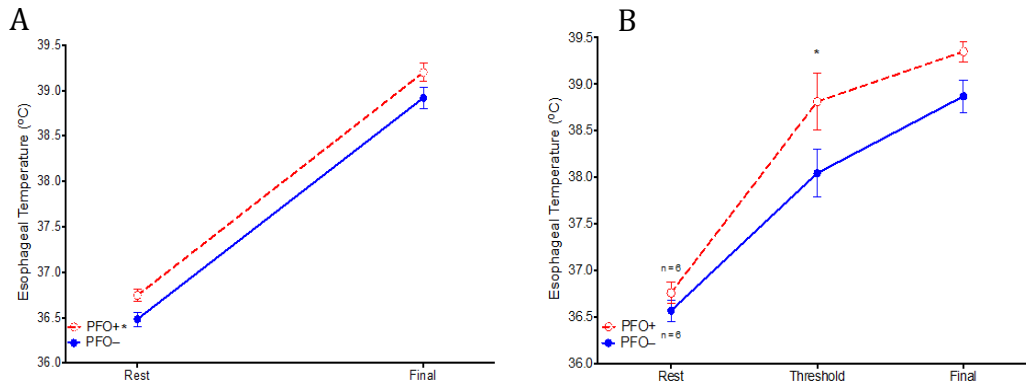 A
Esophageal Temperature (ºC)
39.5
39.0
38.5
38.0
37.5
37.0
36.5
36.0
PFO+*
PFO–
Rest Final
B
Esophageal Temperature (ºC)
39.5
39.0
38.5
38.0
37.5
37.0
36.5
36.0
*
n=6
n=6
PFO+
PFO–
Rest Threshold Final